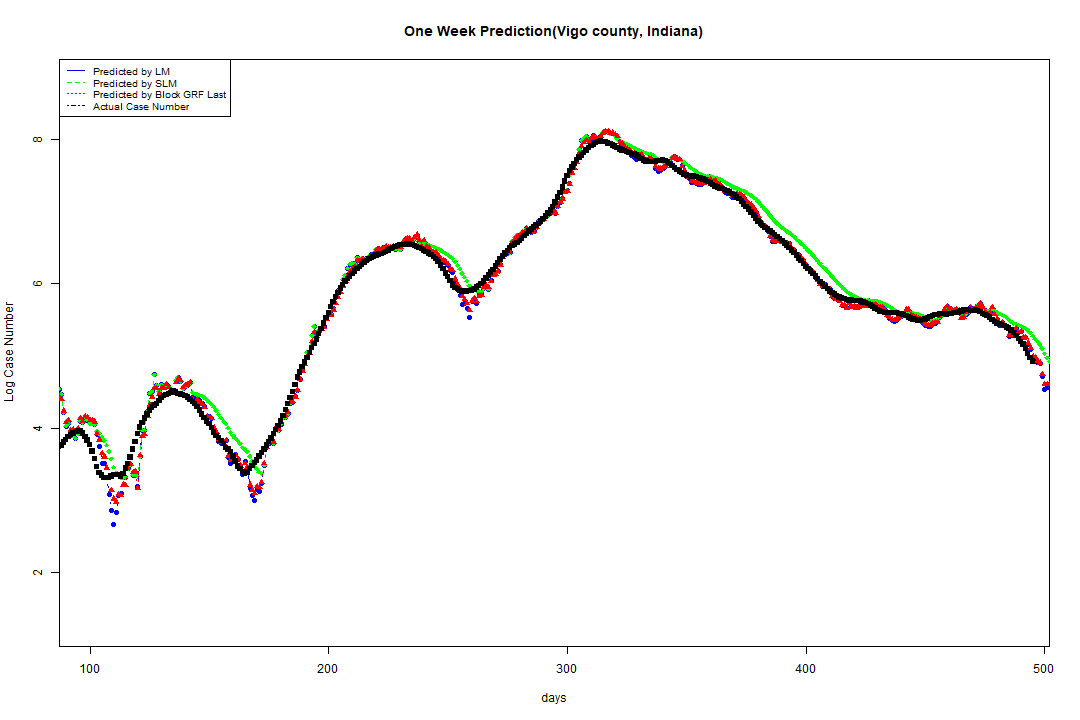 One Week Prediction(Vigo county, Indiana)
Predicted by LM
Predicted by SLM
Predicted by Block GRF Last
Actual Case Number
8
6
4
2
Log Case Number
100 200 300 400 500
days